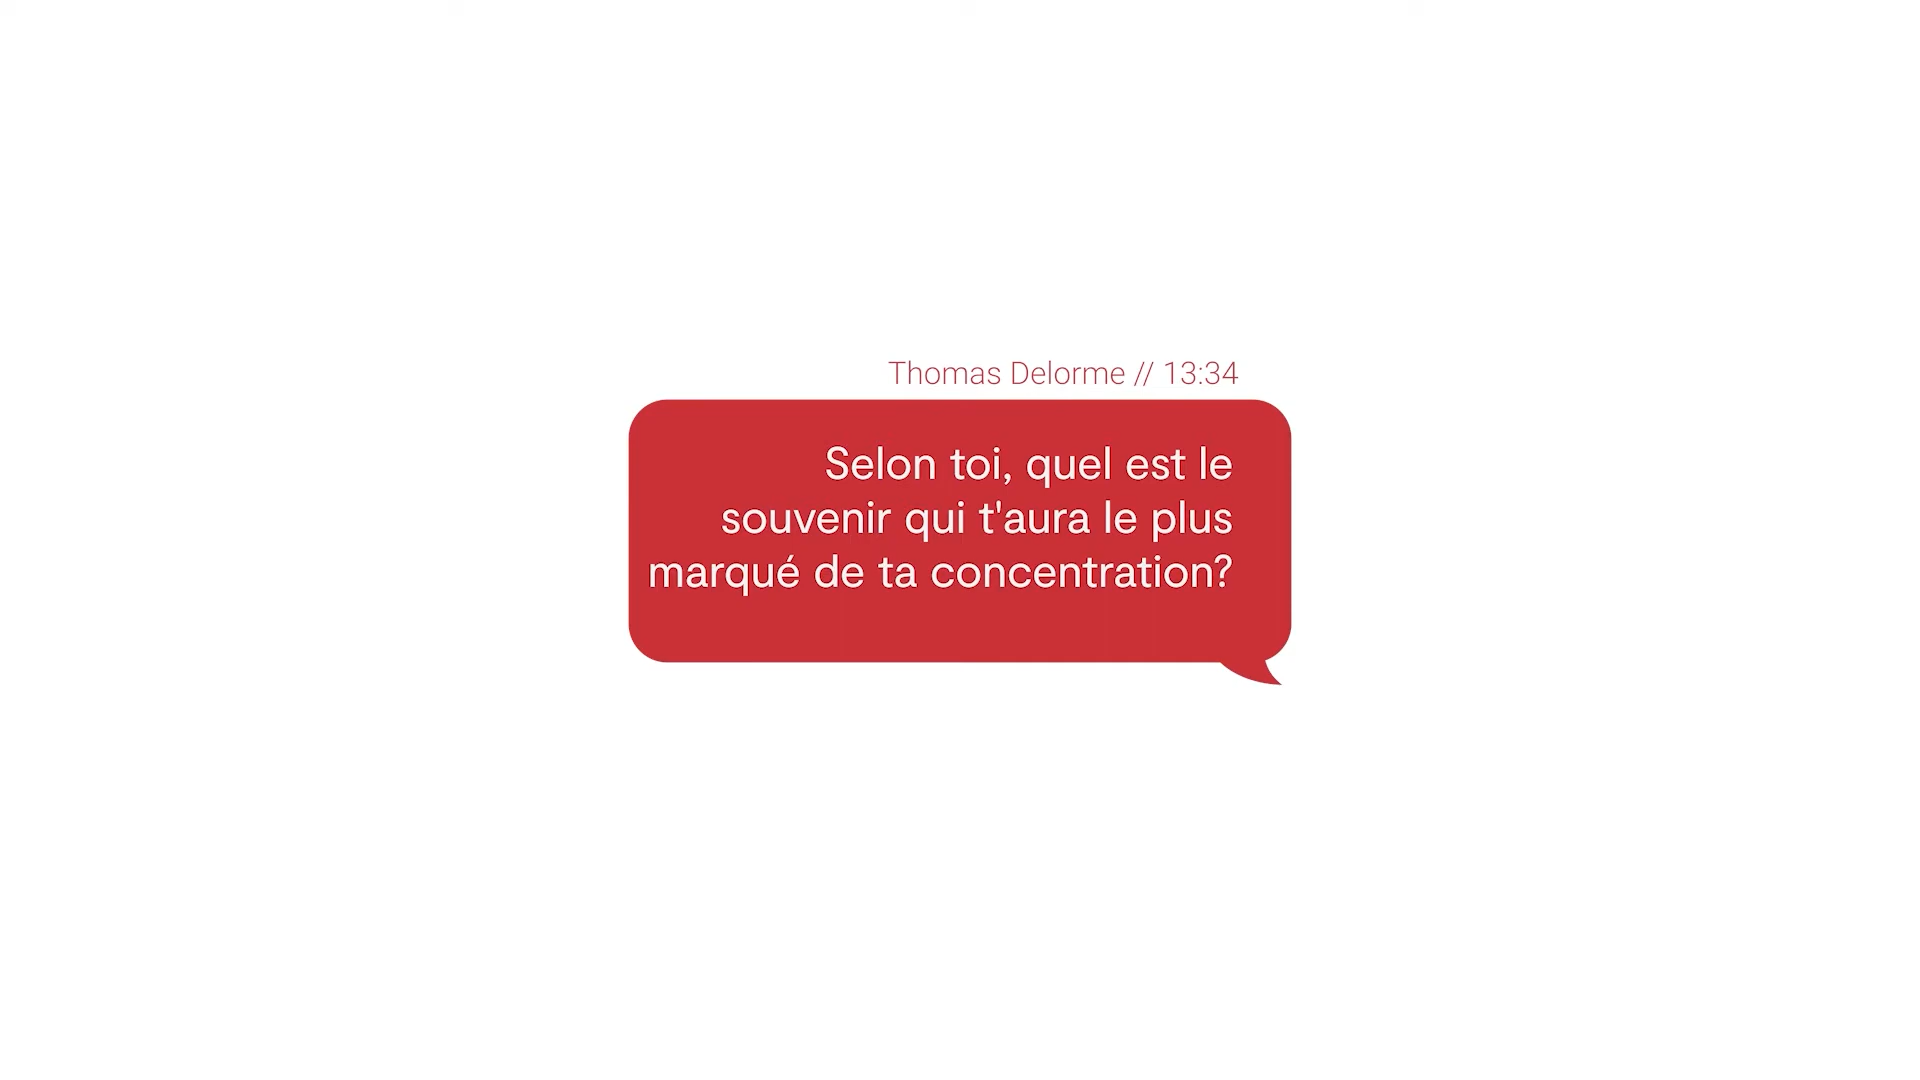 Thomas Delorme // 13:34
Selon toi, quel est le
souvenir qui t'aura le plus
marqué de ta concentration?